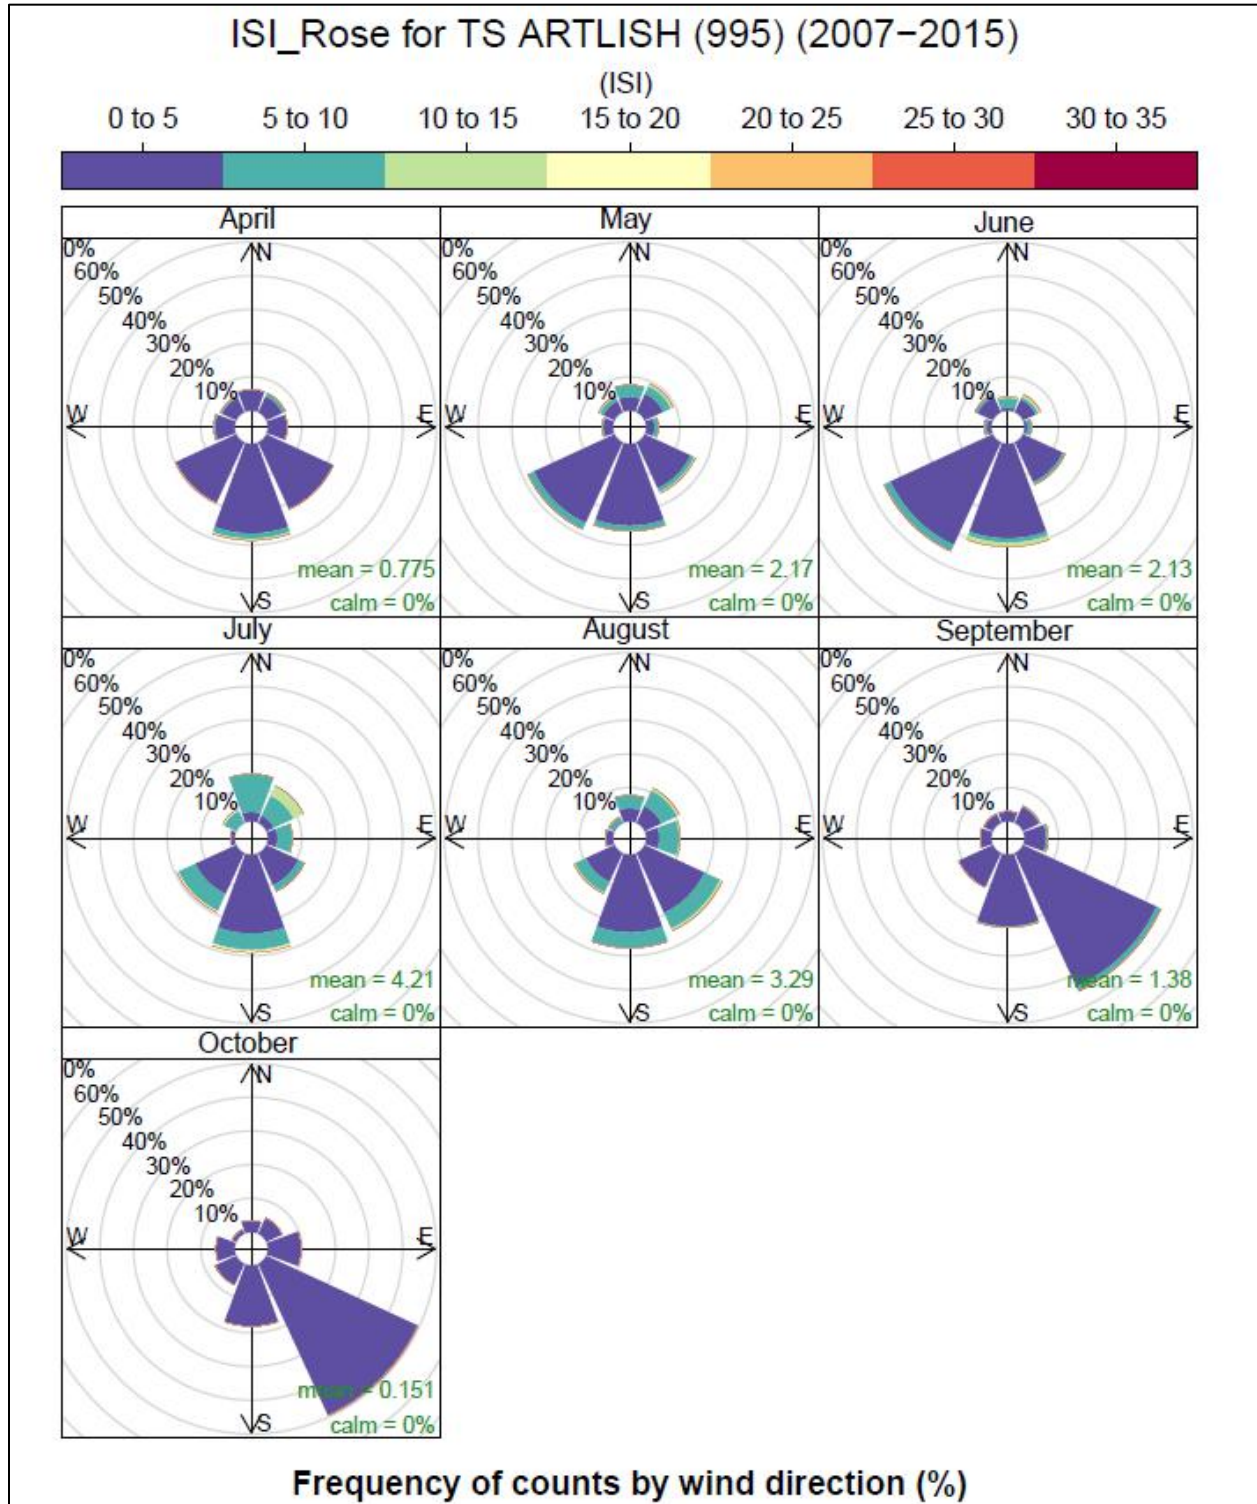 ISI_Rose for TS ARTLISH (995) (2007−2015)
(ISI)
0 to 5 5 to 10 10 to 15 15 to 20 20 to 25 25 to 30 30 to 35
April May June
0% 0% 0%
N N N
60% 60% 60%
50% 50% 50%
40% 40% 40%
30% 30% 30%
20% 20% 20%
10% 10% 10%
W E W E W E
mean = 0.775 mean = 2.17 mean = 2.13
S calm = 0% S calm = 0% S calm = 0%
July August September
0% 0% 0%
N N N
60% 60% 60%
50% 50% 50%
40% 40% 40%
30% 30% 30%
20% 20% 20%
10% 10% 10%
W E W E W E
mean = 4.21 mean = 3.29 mean = 1.38
S calm = 0% S calm = 0% S calm = 0%
October
0%
N
60%
50%
40%
30%
20%
10%
W E
mean = 0.151
S calm = 0%
Frequency of counts by wind direction (%)